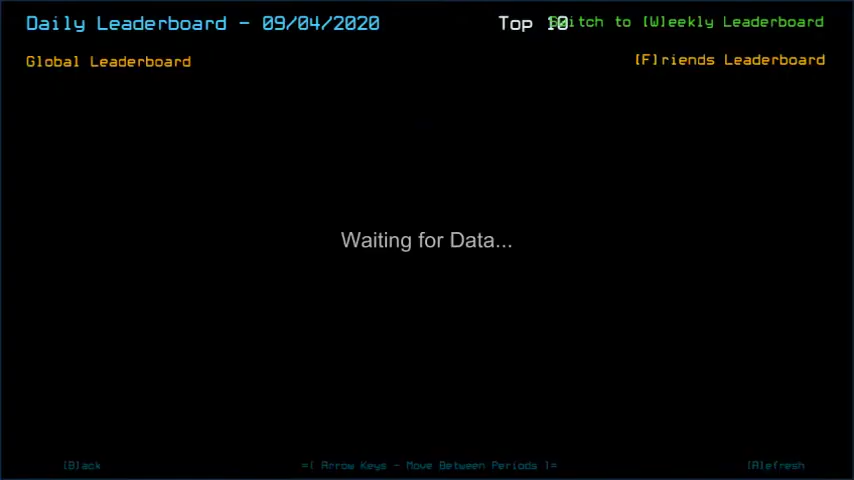 Daily Leaderboard - 09/04/2020
Top 10
Switch to [W]eekly Leaderboard
Global Leaderboard
[F]riends Leaderboard
Waiting for Data...
[B]ack
=[ Arrow Keys - Move Between Periods ]=
[R]efresh